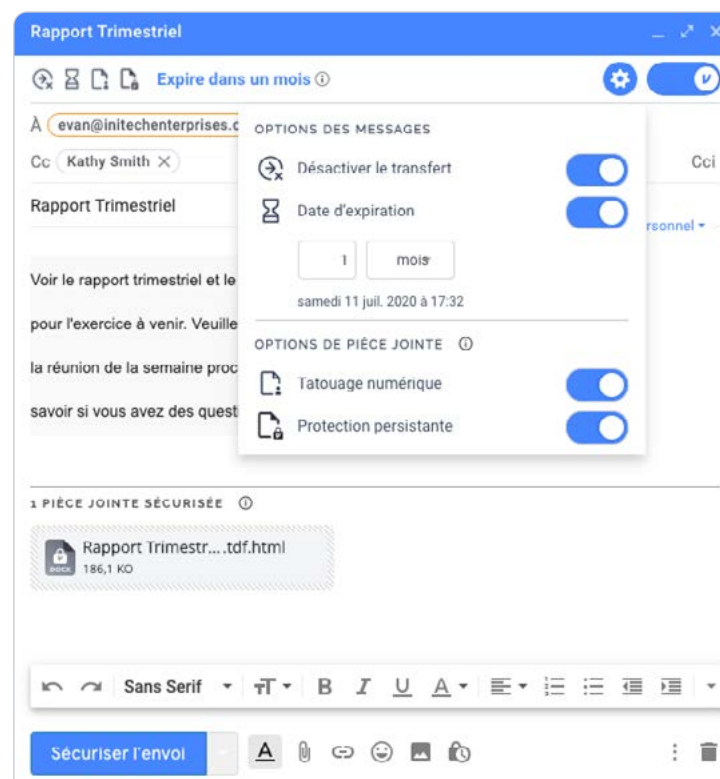 Rapport Trimestriel
Expire dans un mois
À evan@initechenterprises.c
Cc Kathy Smith Cci
Rapport Trimestriel
rsonnel
OPTIONS DES MESSAGES
Désactiver le transfert
Date d'expiration
1 mois
samedi 11 juil. 2020 à 17:32
OPTIONS DE PIÈCE JOINTE
Tatouage numérique
Protection persistante
Voir le rapport trimestriel et le
pour l'exercice à venir. Veuille
la réunion de la semaine proc
savoir si vous avez des quest
1 PIÈCE JOINTE SÉCURISÉE
DOCX
Rapport Trimestr... .tdf.html
186,1 KO
Sans Serif
Sécuriser l'envoi